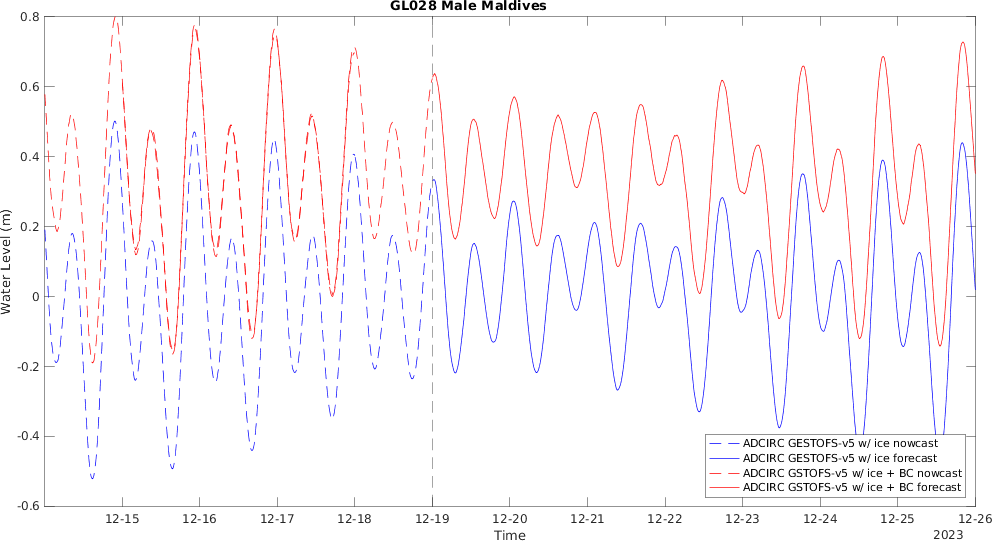 GL028 Male Maldives
0.8
0.6
0.4
0.2
0
-0.2
-0.4
-0.6
Water Level (m)
ADCIRC GESTOFS-v5 w/ ice nowcast
ADCIRC GESTOFS-v5 w/ ice forecast
ADCIRC GSTOFS-v5 w/ ice + BC nowcast
ADCIRC GSTOFS-v5 w/ ice + BC forecast
12-15 12-16 12-17 12-18 12-19 12-20 12-21 12-22 12-23 12-24 12-25 12-26
Time
2023